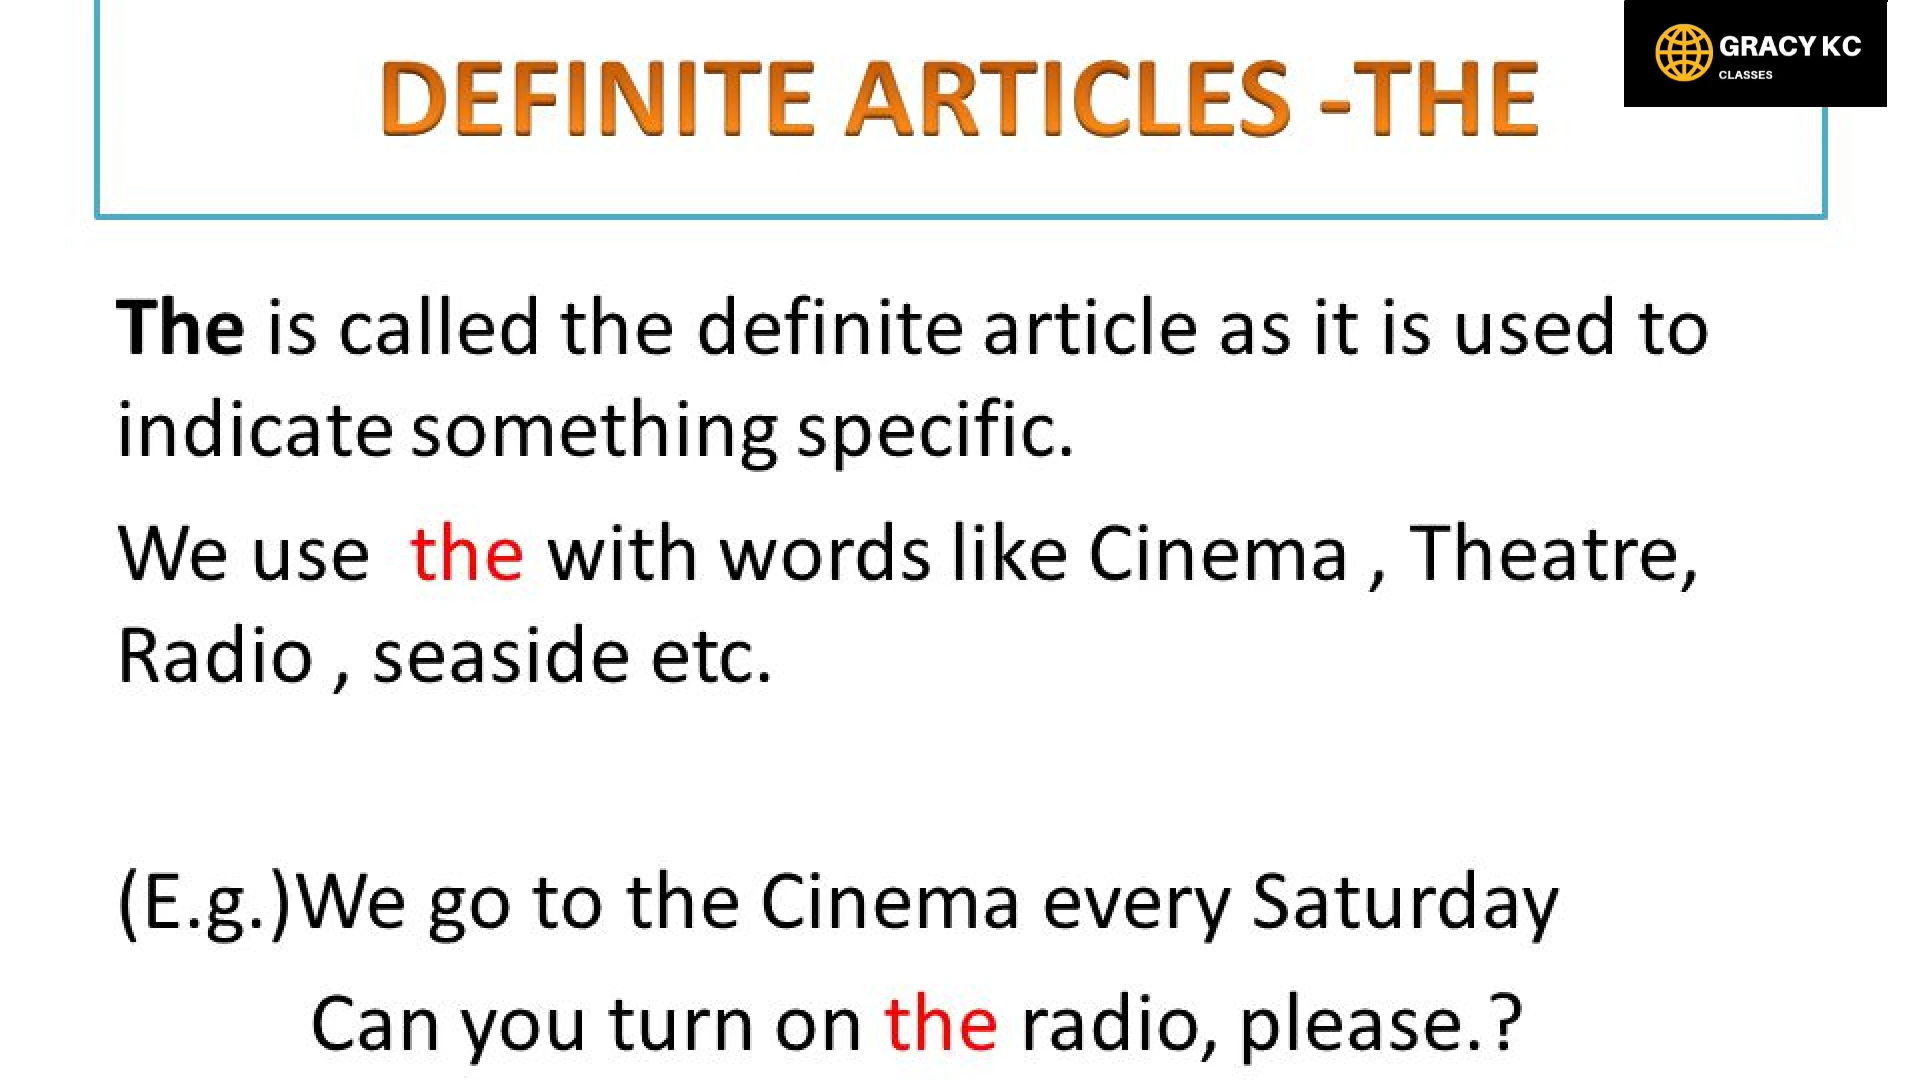 DEFINITE ARTICLES -THE
GRACY KC
CLASSES
The is called the definite article as it is used to
indicate something specific.
We use  the with words like Cinema , Theatre,
Radio , seaside etc.
(E.g.)We go to the Cinema every Saturday
Can you turn on the radio, please.?